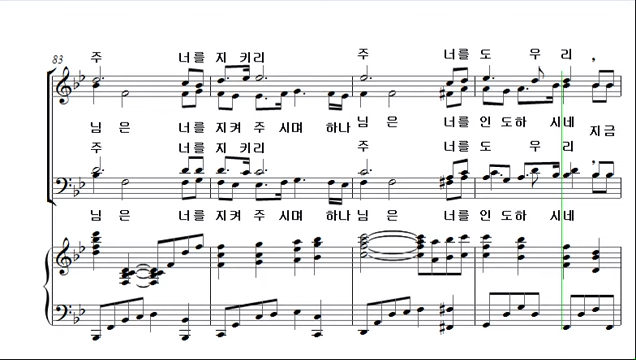 83
주 너를 지 키리 주 너를 도 우 리 ,
님 은 너를 지켜 주 시며 하나 님 은 너를 인 도하 시네 지금
주 너를 지 키리 주 너를 도 우 리 ,
님 은 너를 지켜 주 시며 하나 님 은 너를 인 도하 시네